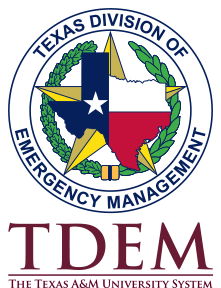 TEXAS DIVISION OF
EMERGENCY MANAGEMENT
TDEM
THE TEXAS A&M UNIVERSITY SYSTEM